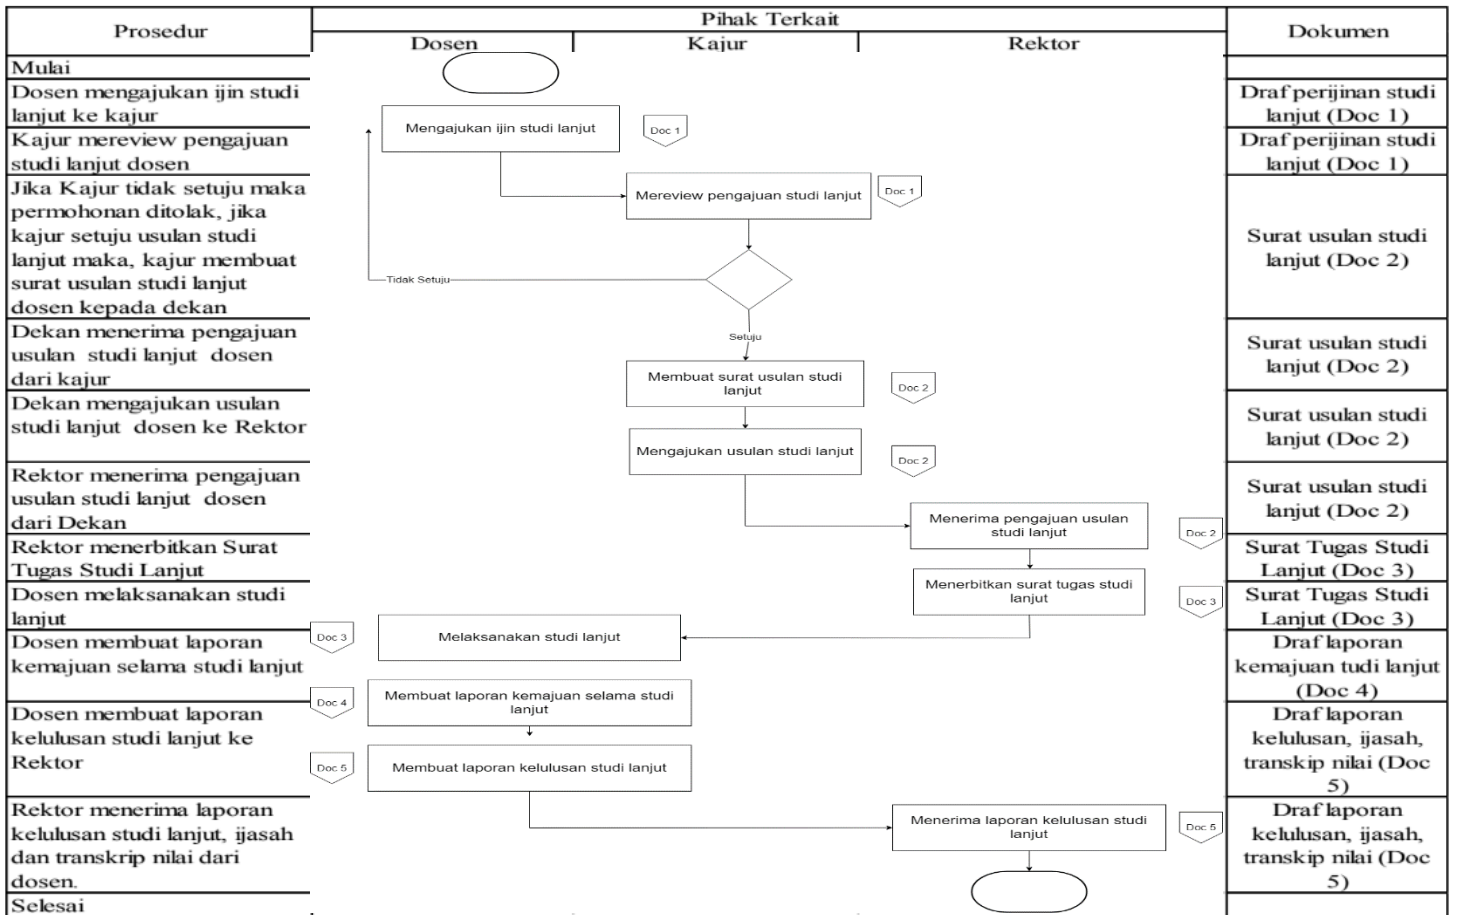 Prosedur
Pihak Terkait
Dokumen
Dosen
Kajur
Rektor
Mulai
Dosen mengajukan ijin studi
lanjut ke kajur
Mengajukan ijin studi lanjut
Doc 1
Draf perijinan studi
lanjut (Doc 1)
Kajur mereview pengajuan
studi lanjut dosen
Mereview pengajuan studi lanjut
Doc 1
Draf perijinan studi
lanjut (Doc 1)
Jika Kajur tidak setuju maka
permohonan ditolak, jika
kajur setuju usulan studi
lanjut maka, kajur membuat
surat usulan studi lanjut
dosen kepada dekan
Tidak Setuju
Setuju
Surat usulan studi
lanjut (Doc 2)
Dekan menerima pengajuan
usulan studi lanjut dosen
dari kajur
Membuat surat usulan studi
lanjut
Doc 2
Surat usulan studi
lanjut (Doc 2)
Dekan mengajukan usulan
studi lanjut dosen ke Rektor
Mengajukan usulan studi lanjut
Doc 2
Surat usulan studi
lanjut (Doc 2)
Rektor menerima pengajuan
usulan studi lanjut dosen
dari Dekan
Menerima pengajuan usulan
studi lanjut
Doc 2
Surat usulan studi
lanjut (Doc 2)
Rektor menerbitkan Surat
Tugas Studi Lanjut
Menerbitkan surat tugas studi
lanjut
Doc 3
Surat Tugas Studi
Lanjut (Doc 3)
Dosen melaksanakan studi
lanjut
Doc 3
Melaksanakan studi lanjut
Surat Tugas Studi
Lanjut (Doc 3)
Dosen membuat laporan
kemajuan selama studi lanjut
Doc 4
Membuat laporan kemajuan selama studi
lanjut
Draf laporan
kemajuan tudi lanjut
(Doc 4)
Dosen membuat laporan
kelulusan studi lanjut ke
Rektor
Doc 5
Membuat laporan kelulusan studi lanjut
Draf laporan
kelulusan, ijasah,
transkip nilai (Doc
5)
Rektor menerima laporan
kelulusan studi lanjut, ijasah
dan transkrip nilai dari
dosen.
Menerima laporan kelulusan studi
lanjut
Doc 5
Draf laporan
kelulusan, ijasah,
transkip nilai (Doc
5)
Selesai